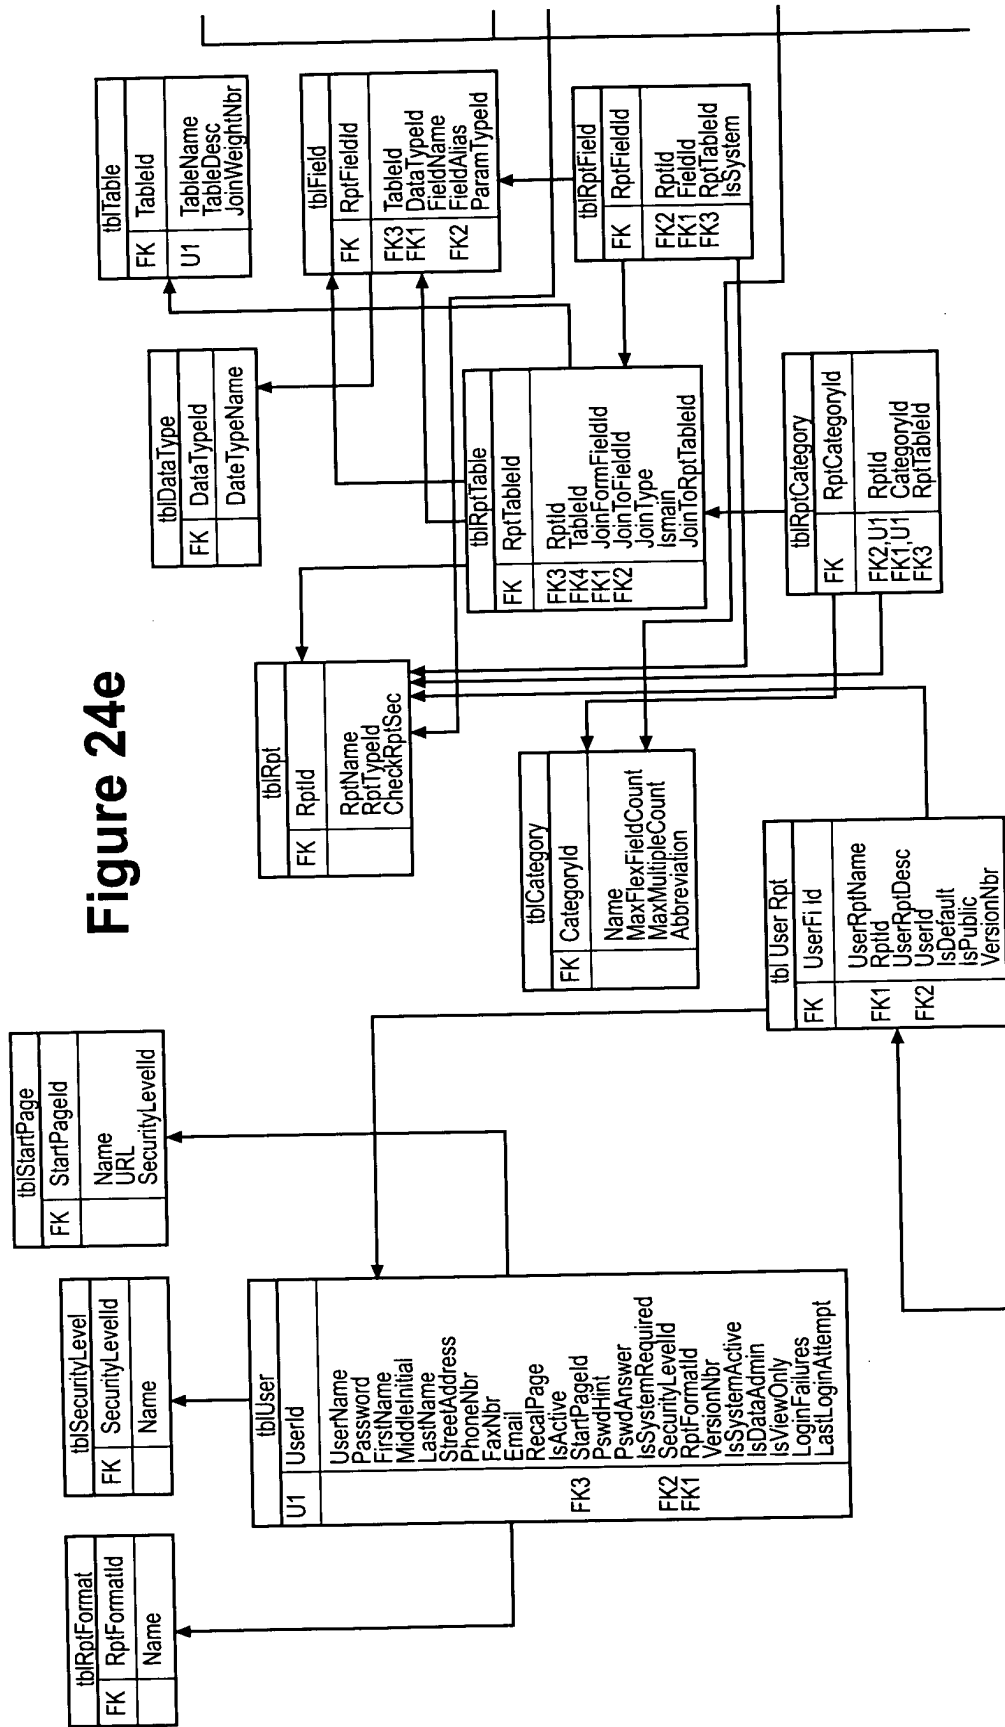 Figure 24e
tblRptFormat
FK RptFormatId
Name
tblSecurityLevel
FK SecurityLevelId
Name
tblStartPage
FK StartPageId
Name
URL
SecurityLevelId
tblUser
U1 UserId
UserName
Password
FirstName
MiddleInitial
LastName
StreetAddress
PhoneNbr
FaxNbr
Email
RecalPage
IsActive
FK3 StartPageId
PswdHint
PswdAnswer
IsSystemRequired
FK2 SecurityLevelId
FK1 RptFormatId
VersionNbr
IsSystemActive
IsDataAdmin
IsViewOnly
LoginFailures
LastLoginAttempt
tblDataType
FK DataTypeId
DateTypeName
tblTable
FK TableId
U1 TableName
TableDesc
JoinWeightNbr
tblRpt
FK RptId
RptName
RptTypeId
CheckRptSec
tblField
FK RptFieldId
FK3 TableId
FK1 DataTypeId
FieldName
FK2 FieldAlias
ParamTypeId
tblRptTable
FK RptTableId
FK3 RptId
FK4 TableId
FK1 JoinFormFieldId
FK2 JoinToFieldId
JoinType
Ismain
JoinToRptTableId
tblCategory
FK CategoryId
Name
MaxFlexFieldCount
MaxMultipleCount
Abbreviation
tblRptField
FK RptFieldId
FK2 RptId
FK1 FieldId
FK3 RptTableId
IsSystem
tbl User Rpt
FK UserFi Id
UserRptName
FK1 RptId
UserRptDesc
FK2 UserId
IsDefault
IsPublic
VersionNbr
tblRptCategory
FK RptCategoryId
FK2,U1 RptId
FK1,U1 CategoryId
FK3 RptTableId